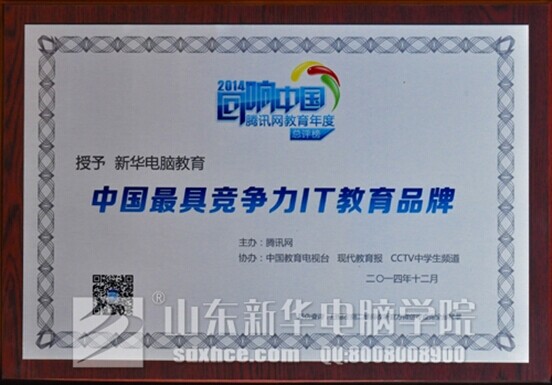 2014
回响中国
腾讯网教育年度
总评榜
授予 新华电脑教育
中国最具竞争力IT教育品牌
主办：腾讯网
协办：中国教育电视台 现代教育报 CCTV中学生频道
二〇一四年十二月
®山东新华电脑学院
sdxhce.com QQ:8008008900